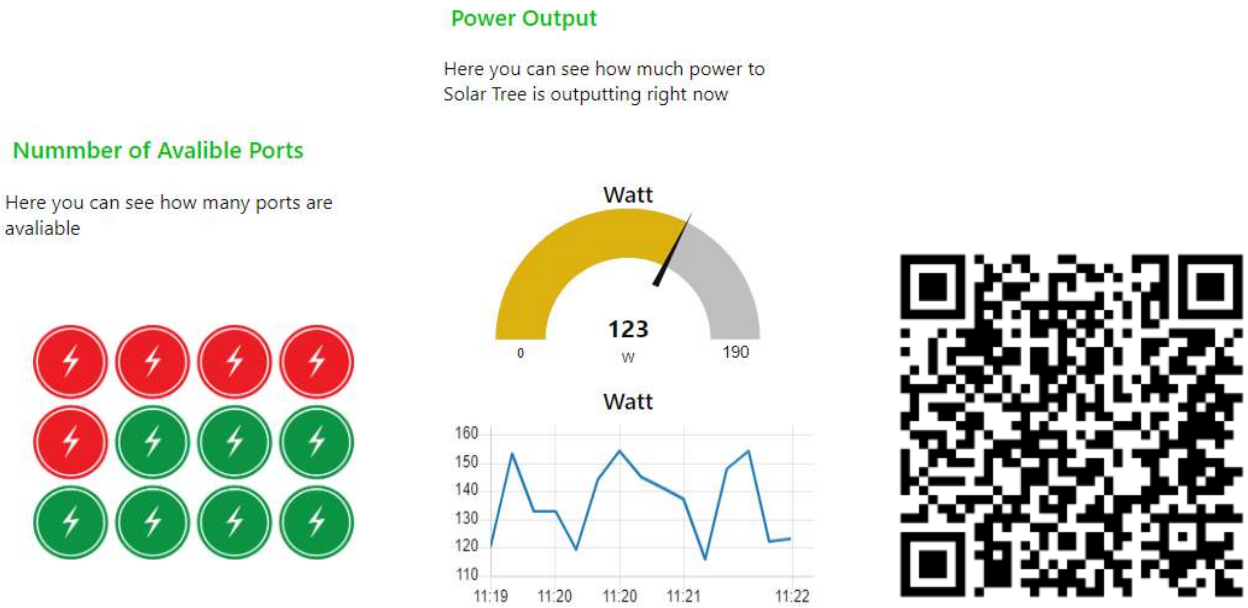 Power Output
Here you can see how much power to
Solar Tree is outputting right now
Nummber of Avalible Ports
Here you can see how many ports are
avaliable
Watt
123
0
W
190
Watt
160
150
140
130
120
110
11:19 11:20 11:20 11:21 11:22